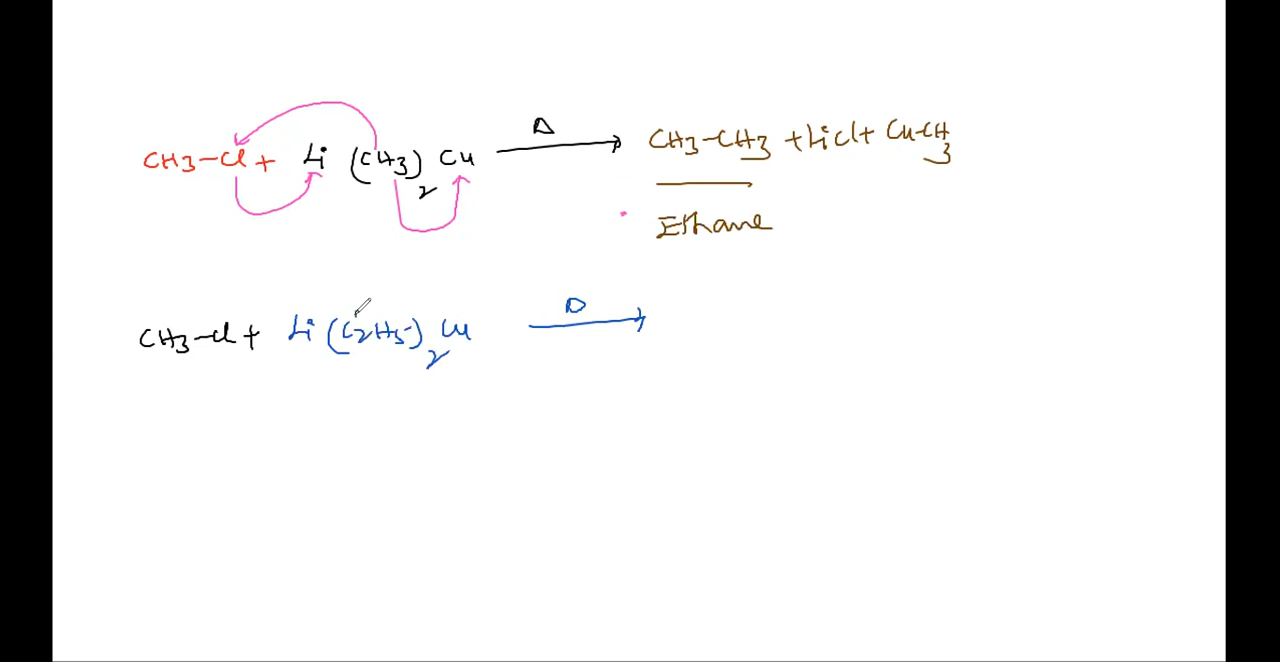 CH3-Cl + Li (CH3)2 Cu Δ → CH3-CH3 + LiCl + Cu-CH3
Ethane
CH3-Cl + Li (C2H5)2 Cu Δ →